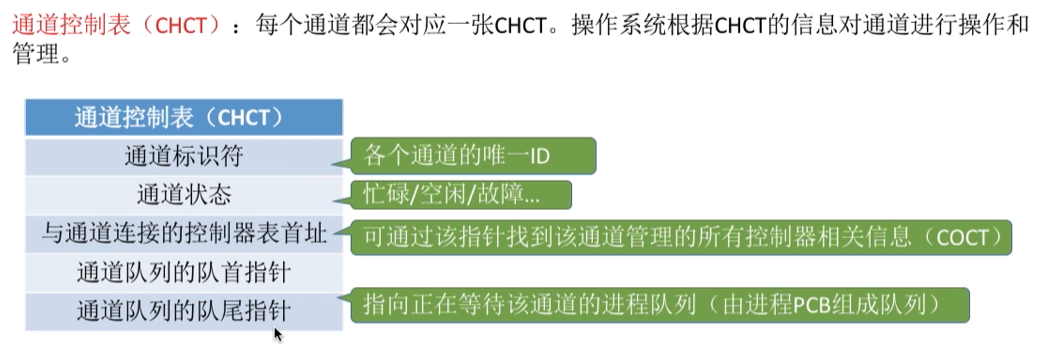 通道控制表（CHCT）：每个通道都会对应一张CHCT。操作系统根据CHCT的信息对通道进行操作和
管理。
通道控制表（CHCT）
通道标识符
各个通道的唯一ID
通道状态
忙碌/空闲/故障...
与通道连接的控制器表首址
可通过该指针找到该通道管理的所有控制器相关信息（COCT）
通道队列的队首指针
通道队列的队尾指针
指向正在等待该通道的进程队列（由进程PCB组成队列）